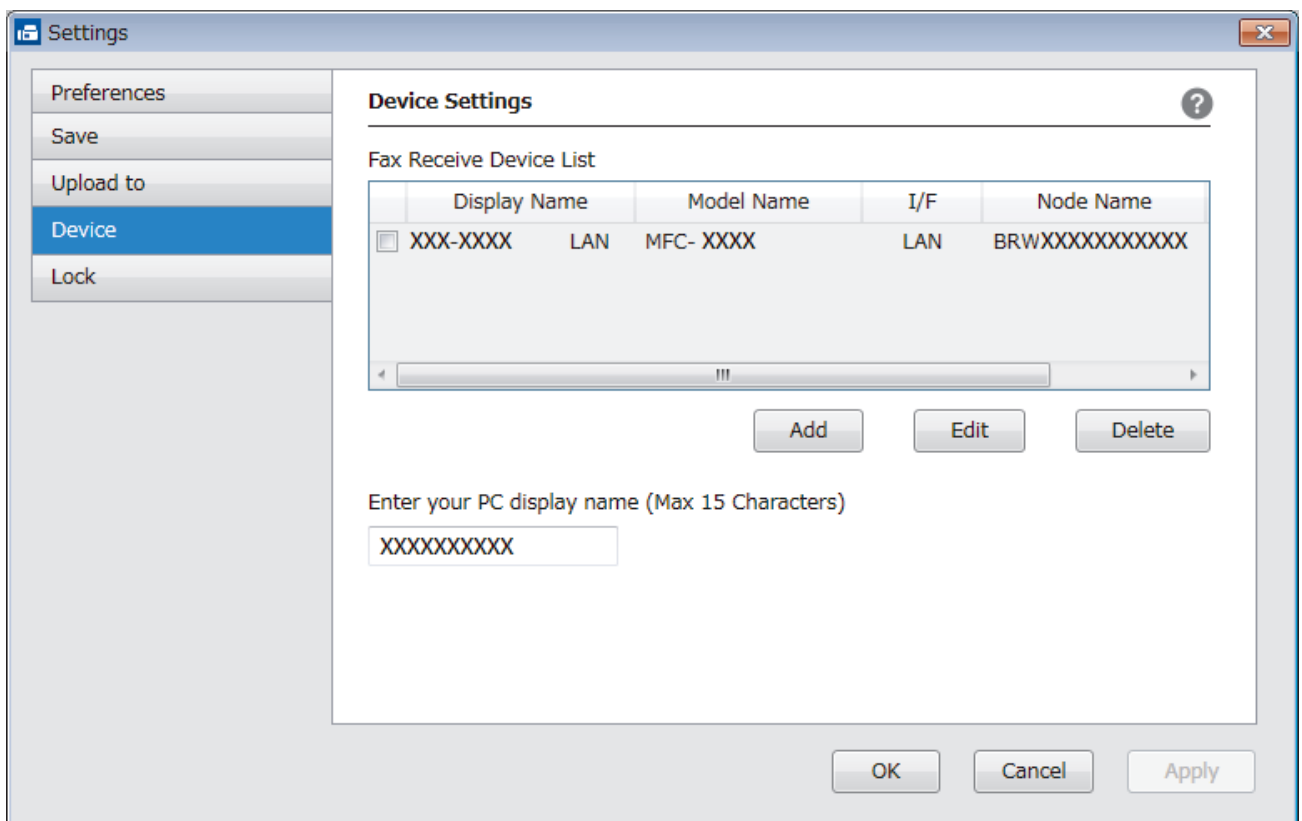 Settings
Preferences
Save
Upload to
Device
Lock
Device Settings
?
Fax Receive Device List
Display Name Model Name I/F Node Name
XXX-XXXX LAN MFC- XXXX LAN BRWXXXXXXXXXXX
Add Edit Delete
Enter your PC display name (Max 15 Characters)
XXXXXXXXXX
OK Cancel Apply